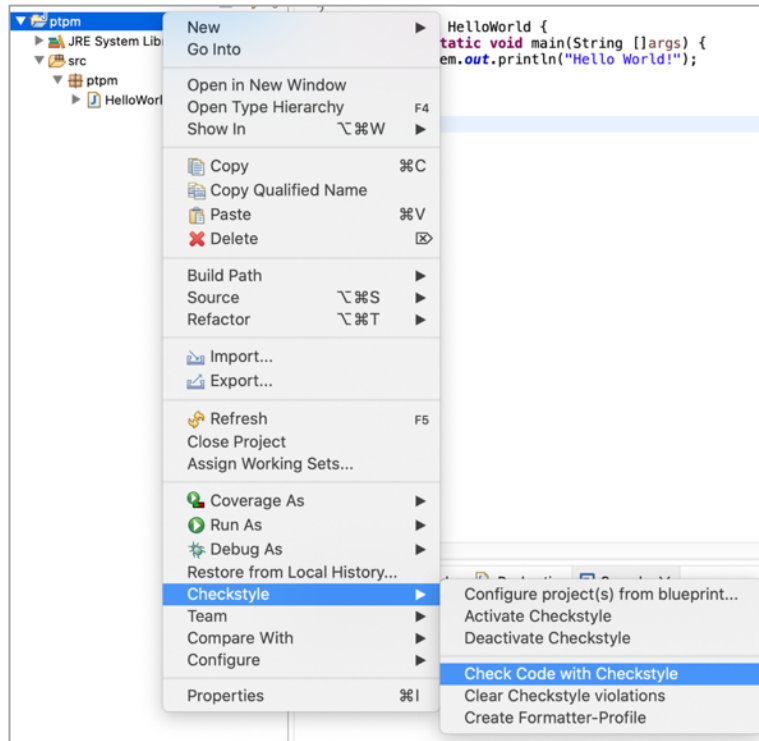 ptpm
JRE System Lib
src
ptpm
HelloWorl
New
Go Into
Open in New Window
Open Type Hierarchy F4
Show In ⌥⌘W
Copy ⌘C
Copy Qualified Name
Paste ⌘V
Delete ⌦
Build Path
Source ⌥⌘S
Refactor ⌥⌘T
Import...
Export...
Refresh F5
Close Project
Assign Working Sets...
Coverage As
Run As
Debug As
Restore from Local History...
Checkstyle
Team
Compare With
Configure
Properties ⌘I
HelloWorld {
tatic void main(String []args) {
em.out.println("Hello World!");
Configure project(s) from blueprint...
Activate Checkstyle
Deactivate Checkstyle
Check Code with Checkstyle
Clear Checkstyle violations
Create Formatter-Profile